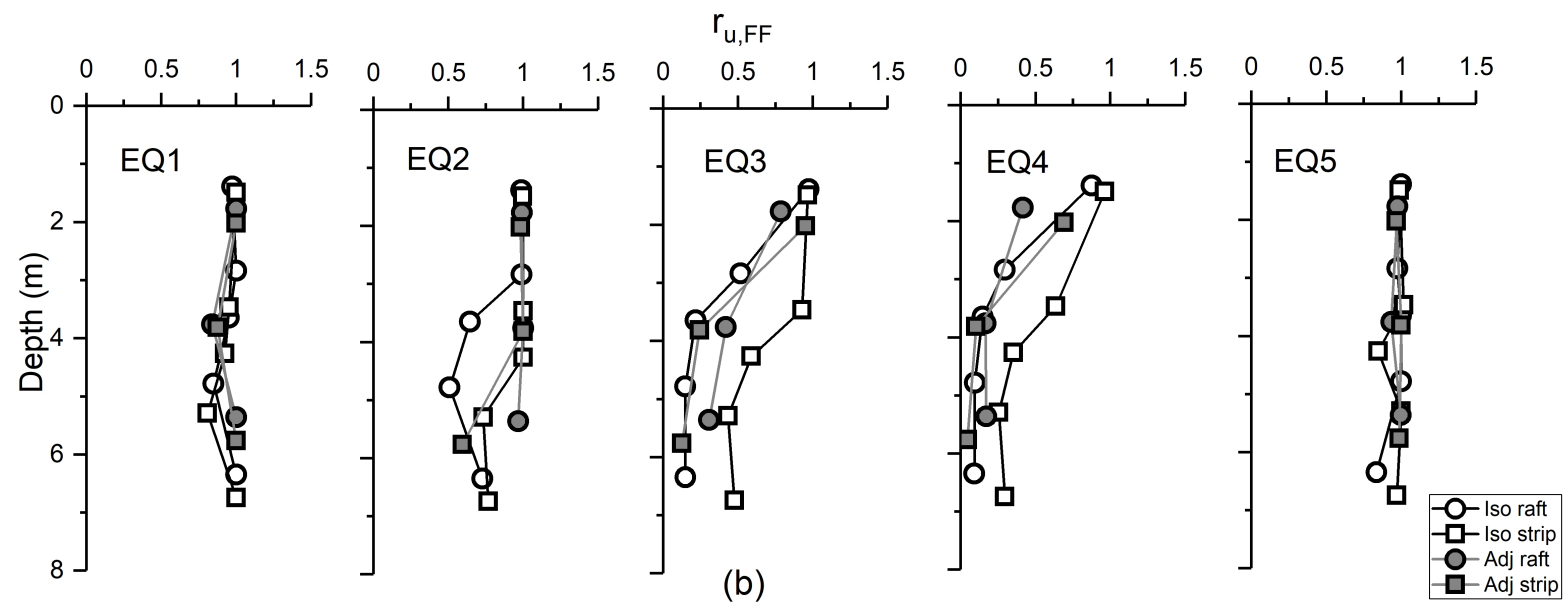 r u,FF
0 0.5 1 1.5 0 0.5 1 1.5 0 0.5 1 1.5 0 0.5 1 1.5 0 0.5 1 1.5
0
EQ1 EQ2 EQ3 EQ4 EQ5
2
4
6
8
Depth (m)
Iso raft
Iso strip
Adj raft
Adj strip
(b)